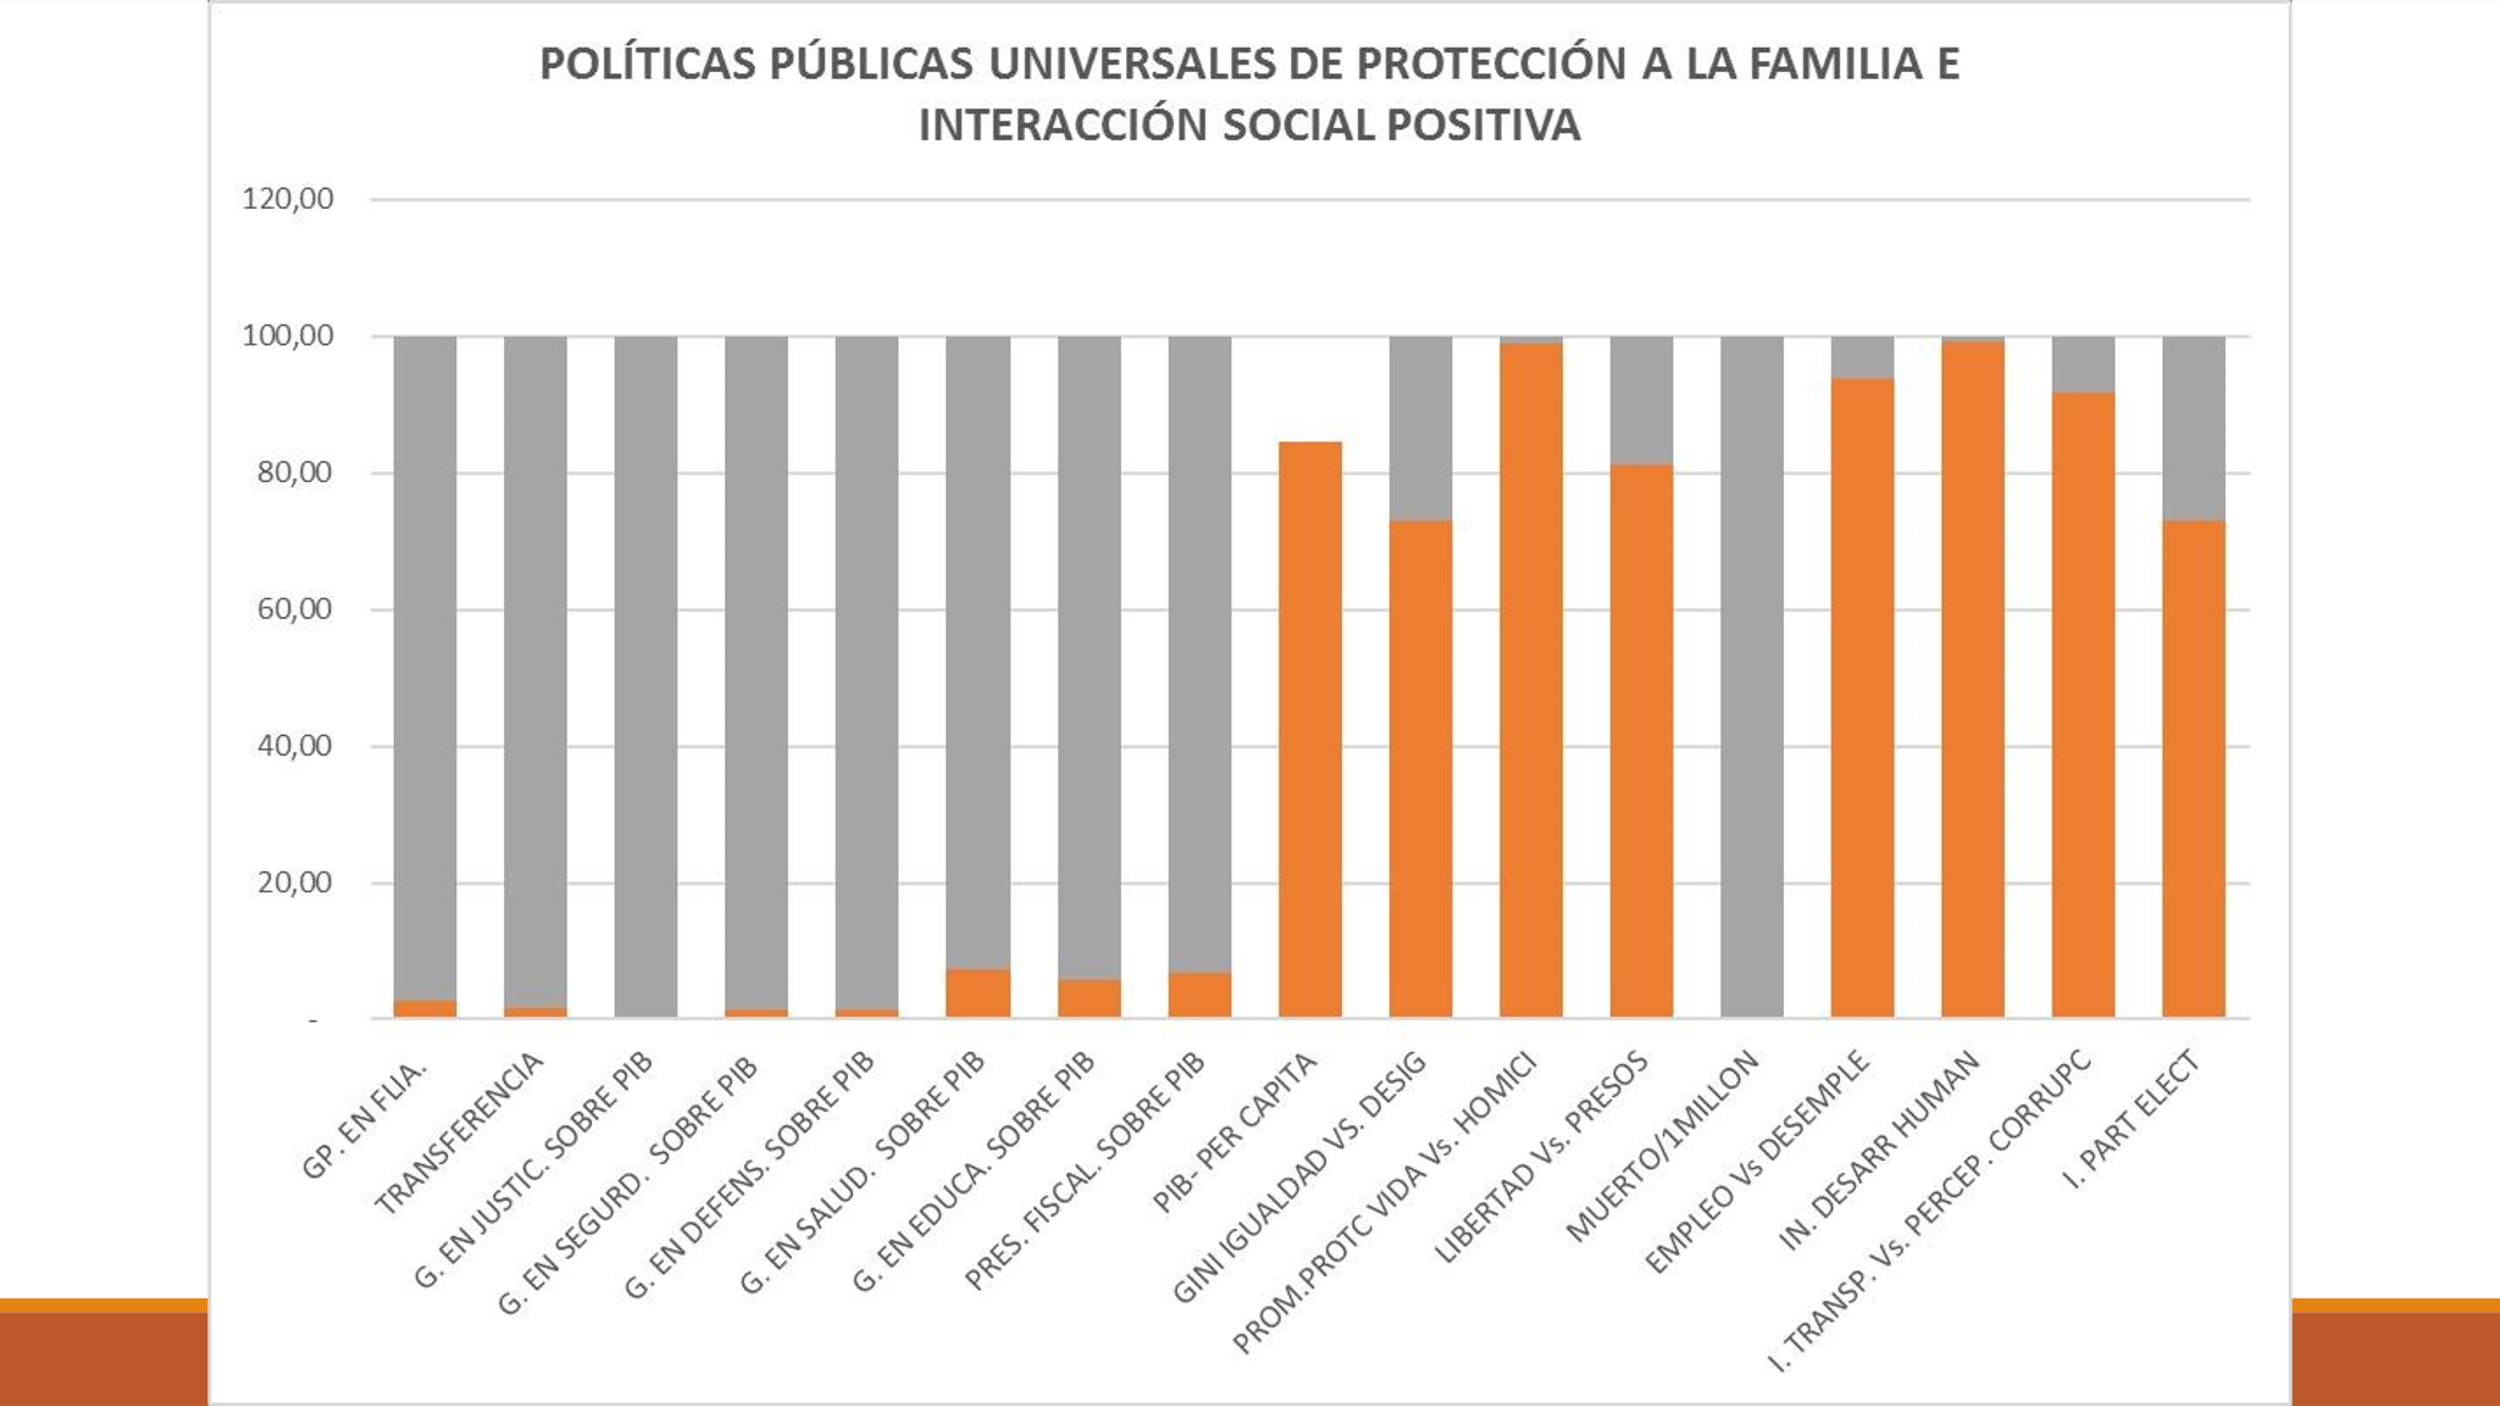 POLÍTICAS PÚBLICAS UNIVERSALES DE PROTECCIÓN A LA FAMILIA E
INTERACCIÓN SOCIAL POSITIVA
120,00
100,00
80,00
60,00
40,00
20,00
-
GP. EN FLIA.
TRANSFERENCIA
G. EN JUSTIC. SOBRE PIB
G. EN SEGURD. SOBRE PIB
G. EN DEFENS. SOBRE PIB
G. EN SALUD. SOBRE PIB
G. EN EDUCA. SOBRE PIB
PRES. FISCAL. SOBRE PIB
PIB- PER CAPITA
GINI IGUALDAD VS. DESIG
PROM.PROTC VIDA Vs. HOMICI
LIBERTAD Vs. PRESOS
MUERTO/1MILLON
EMPLEO Vs DESEMPLE
IN. DESARR HUMAN
I. TRANSP. Vs. PERCEP. CORRUPC
I. PART ELECT